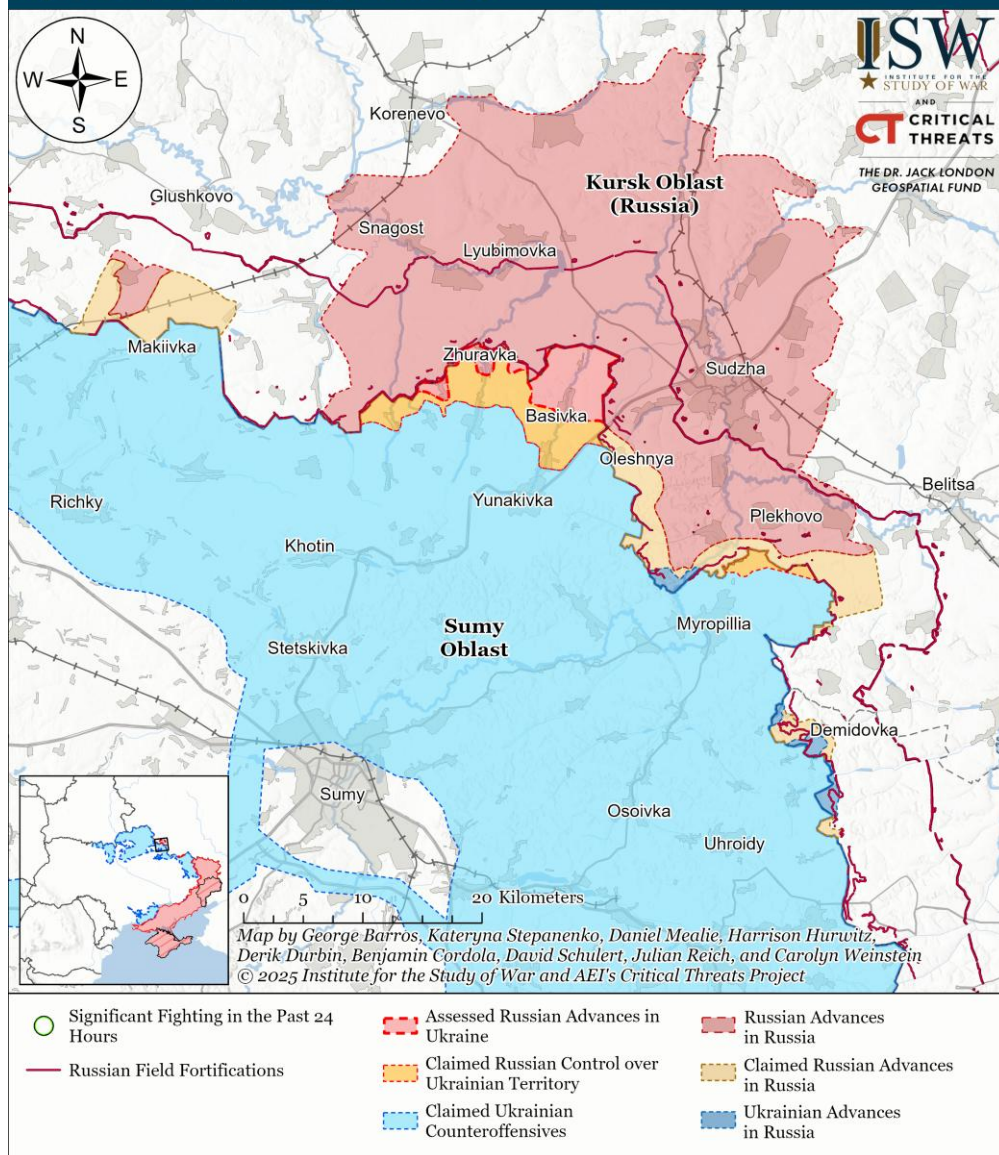 N
W
E
S
ISW
INSTITUTE FOR THE
STUDY OF WAR
AND
CT CRITICAL
THREATS
THE DR. JACK LONDON
GEOSPATIAL FUND
Korenevo
Kursk Oblast
(Russia)
Glushkovo
Snagost
Lyubimovka
Makiivka
Zhuravka
Sudzha
Basivka
Oleshnya
Belitsa
Richky
Yunakivka
Plekhovo
Khotin
Myropillia
Sumy
Oblast
Stetskivka
Demidovka
Sumy
Osoivka
Uhroidy
0 5 10 20 Kilometers
Map by George Barros, Kateryna Stepanenko, Daniel Mealie, Harrison Hurwitz,
Derik Durbin, Benjamin Cordola, David Schulert, Julian Reich, and Carolyn Weinstein
© 2025 Institute for the Study of War and AEI's Critical Threats Project
Significant Fighting in the Past 24
Hours
Russian Field Fortifications
Assessed Russian Advances in
Ukraine
Claimed Russian Control over
Ukrainian Territory
Claimed Ukrainian
Counteroffensives
Russian Advances
in Russia
Claimed Russian Advances
in Russia
Ukrainian Advances
in Russia